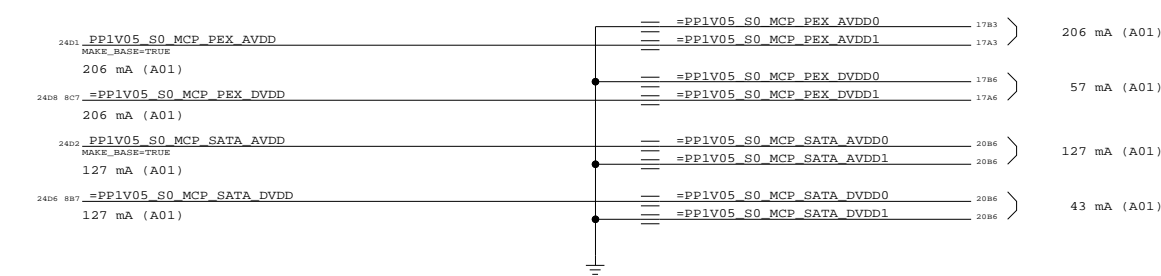 =PP1V05_S0_MCP_PEX_AVDD0 17B3
24D1 PP1V05_S0_MCP_PEX_AVDD =PP1V05_S0_MCP_PEX_AVDD1 17A3 206 mA (A01)
MAKE_BASE=TRUE
206 mA (A01)
=PP1V05_S0_MCP_PEX_DVDD0 17B6
24D8 8C7 =PP1V05_S0_MCP_PEX_DVDD =PP1V05_S0_MCP_PEX_DVDD1 17A6 57 mA (A01)
206 mA (A01)
24D2 PP1V05_S0_MCP_SATA_AVDD =PP1V05_S0_MCP_SATA_AVDD0 20B6
MAKE_BASE=TRUE =PP1V05_S0_MCP_SATA_AVDD1 20B6 127 mA (A01)
127 mA (A01)
24D6 8B7 =PP1V05_S0_MCP_SATA_DVDD =PP1V05_S0_MCP_SATA_DVDD0 20B6
127 mA (A01) =PP1V05_S0_MCP_SATA_DVDD1 20B6 43 mA (A01)